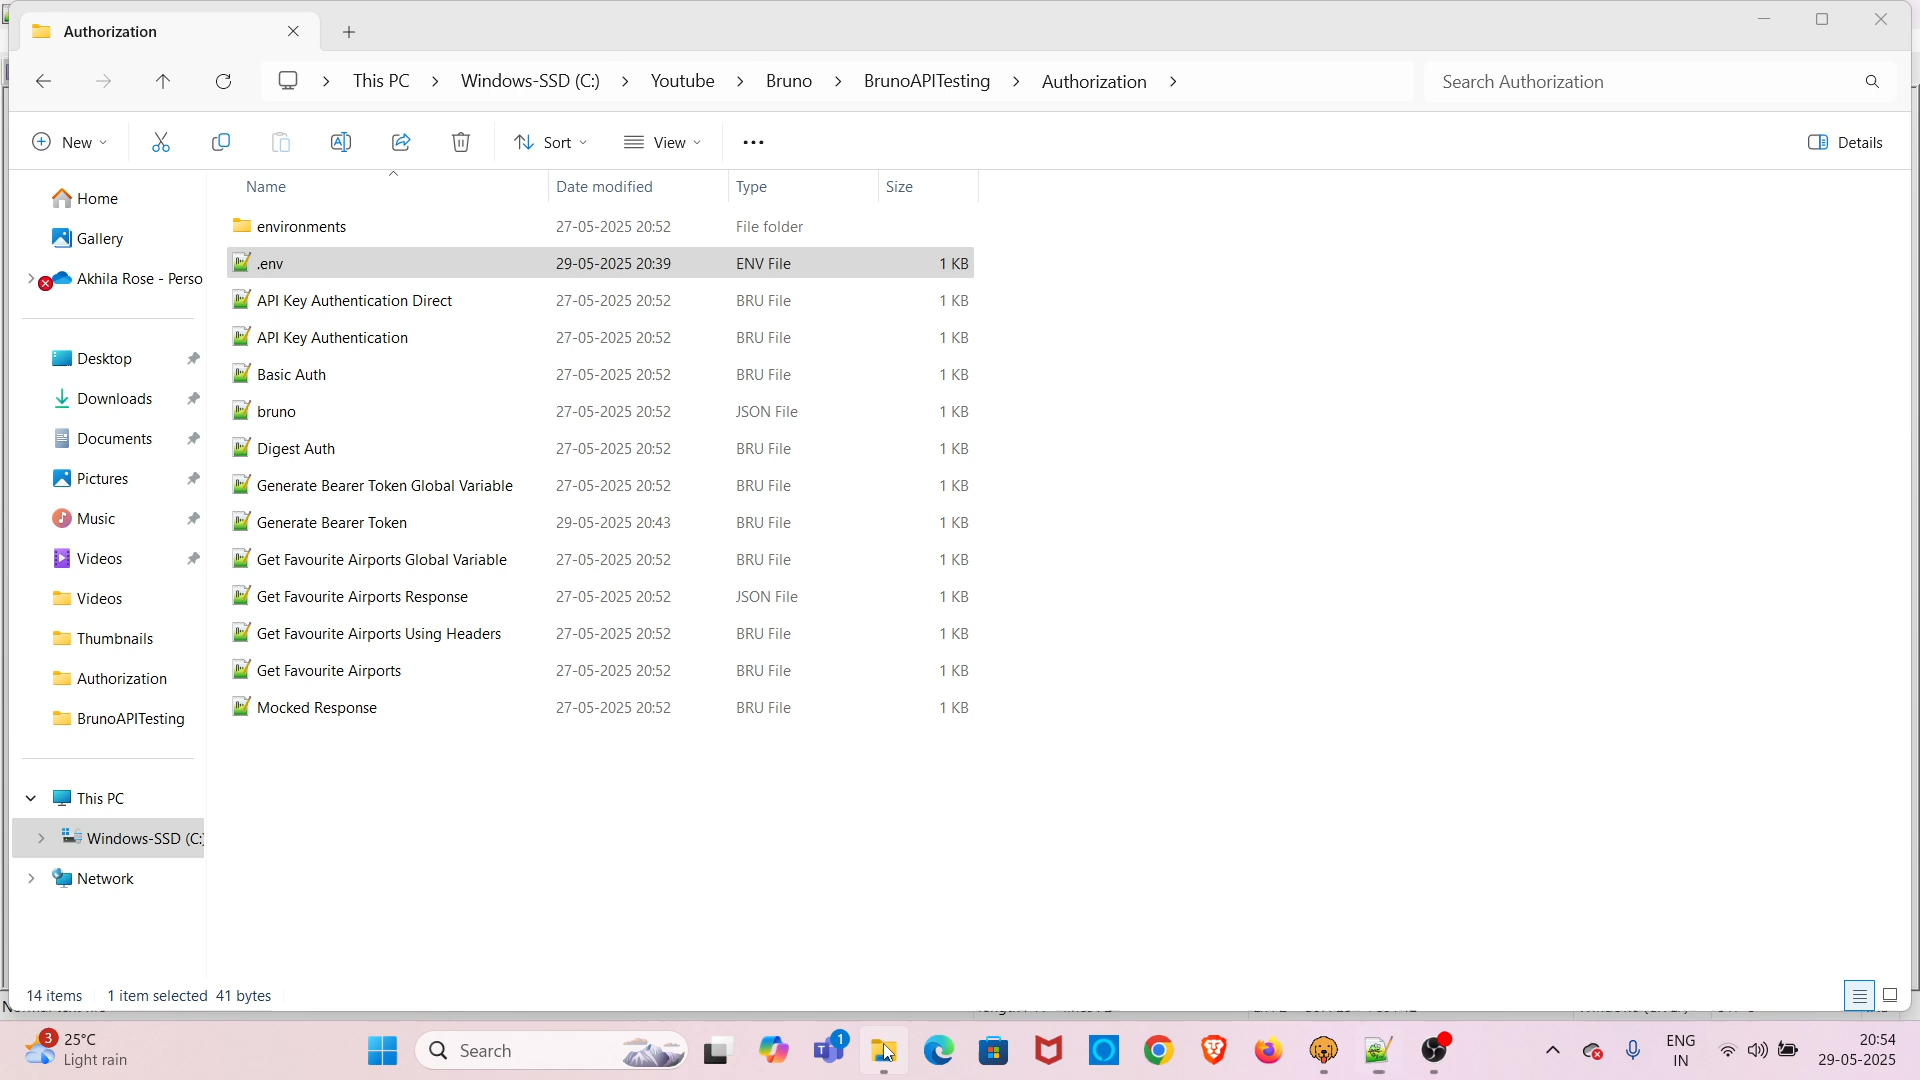 Authorization
This PC
Windows-SSD (C:)
Youtube
Bruno
BrunoAPITesting
Authorization
Search Authorization
New
Sort
View
Details
Name
Date modified
Type
Size
Home
Gallery
Akhila Rose - Perso
Desktop
Downloads
Documents
Pictures
Music
Videos
Videos
Thumbnails
Authorization
BrunoAPITesting
This PC
Windows-SSD (C:)
Network
environments 27-05-2025 20:52 File folder
.env 29-05-2025 20:39 ENV File 1 KB
API Key Authentication Direct 27-05-2025 20:52 BRU File 1 KB
API Key Authentication 27-05-2025 20:52 BRU File 1 KB
Basic Auth 27-05-2025 20:52 BRU File 1 KB
bruno 27-05-2025 20:52 JSON File 1 KB
Digest Auth 27-05-2025 20:52 BRU File 1 KB
Generate Bearer Token Global Variable 27-05-2025 20:52 BRU File 1 KB
Generate Bearer Token 29-05-2025 20:43 BRU File 1 KB
Get Favourite Airports Global Variable 27-05-2025 20:52 BRU File 1 KB
Get Favourite Airports Response 27-05-2025 20:52 JSON File 1 KB
Get Favourite Airports Using Headers 27-05-2025 20:52 BRU File 1 KB
Get Favourite Airports 27-05-2025 20:52 BRU File 1 KB
Mocked Response 27-05-2025 20:52 BRU File 1 KB
14 items 1 item selected 41 bytes
3
25°C
Light rain
Search
1
ENG
IN
20:54
29-05-2025